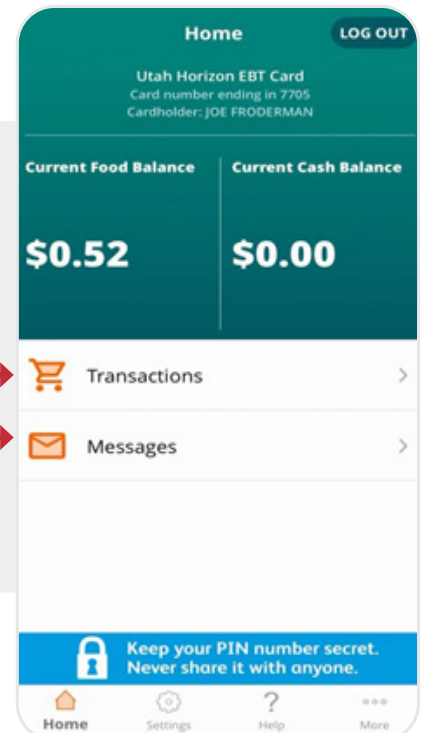 Home
LOG OUT
Utah Horizon EBT Card
Card number ending in 7705
Cardholder: JOE FRODERMAN
Current Food Balance
Current Cash Balance
$0.52
$0.00
Transactions
Messages
Keep your PIN number secret.
Never share it with anyone.
Home
Settings
Help
More